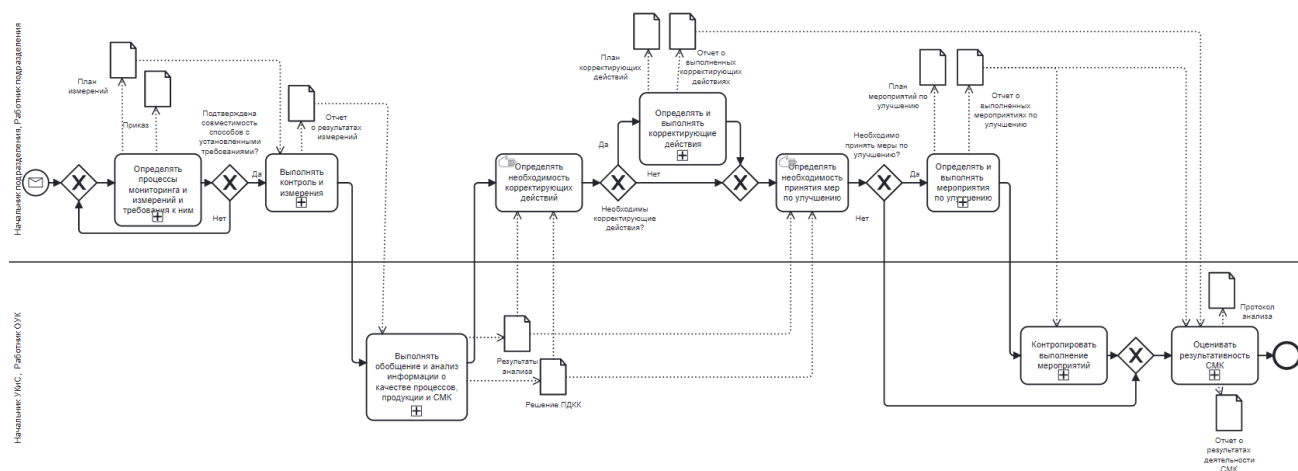 Начальник подразделения, Работник подразделения
План
измерений
Приказ
Определять
процессы
мониторинга и
измерений и
требования к ним
Подтверждена
совместимость
способов с
установленными
требованиями?
Да
Нет
Отчет
о результатах
измерений
Выполнять
контроль и
измерения
Определять
необходимость
корректирующих
действий
Да
Нет
Необходимы
корректирующие
действия?
План
корректирующих
действий
Отчет о
выполненных
корректирующих
действиях
Определять и
выполнять
корректирующие
действия
Определять
необходимость
принятия мер
по улучшению
Необходимо
принять меры по
улучшению?
Да
Нет
План
мероприятий по
улучшению
Отчет о
выполненных
мероприятиях по
улучшению
Определять и
выполнять
мероприятия
по улучшению
Начальник УКиС, Работник ОУК
Выполнять
обобщение и анализ
информации о
качестве процессов,
продукции и СМК
Результаты
анализа
Решение ПДКК
Контролировать
выполнение
мероприятий
Оценивать
результативность
СМК
Протокол
анализа
Отчет о
результатах
деятельности
СМК